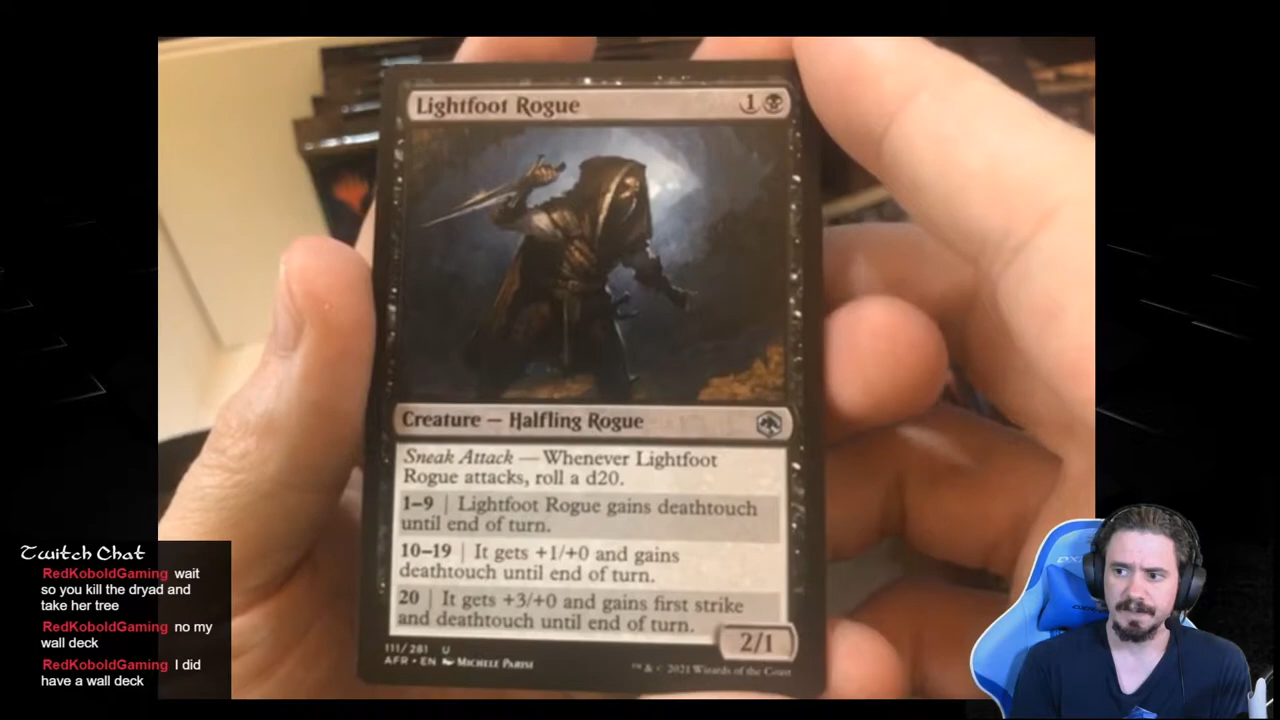 Lightfoot Rogue 1
Creature — Halfling Rogue
Sneak Attack — Whenever Lightfoot
Rogue attacks, roll a d20.
1–9 | Lightfoot Rogue gains deathtouch
until end of turn.
10–19 | It gets +1/+0 and gains
deathtouch until end of turn.
20 | It gets +3/+0 and gains first strike
and deathtouch until end of turn.
2/1
111/281 U
AFR • EN Michele Parisi
™ & © 2021 Wizards of the Coast
Twitch Chat
RedKoboldGaming wait
so you kill the dryad and
take her tree
RedKoboldGaming no my
wall deck
RedKoboldGaming I did
have a wall deck